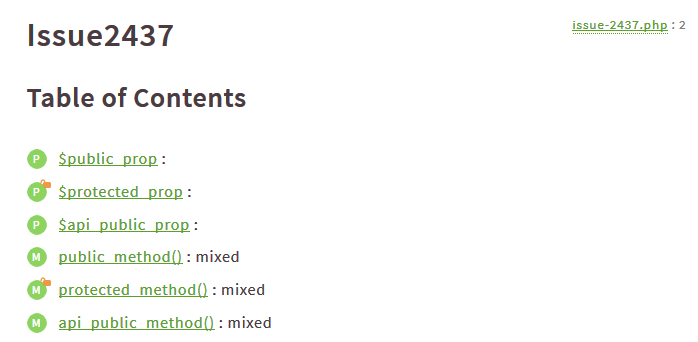 Issue2437
issue-2437.php : 2
Table of Contents
P $public_prop :
P $protected_prop :
P $api_public_prop :
M public_method() : mixed
M protected_method() : mixed
M api_public_method() : mixed